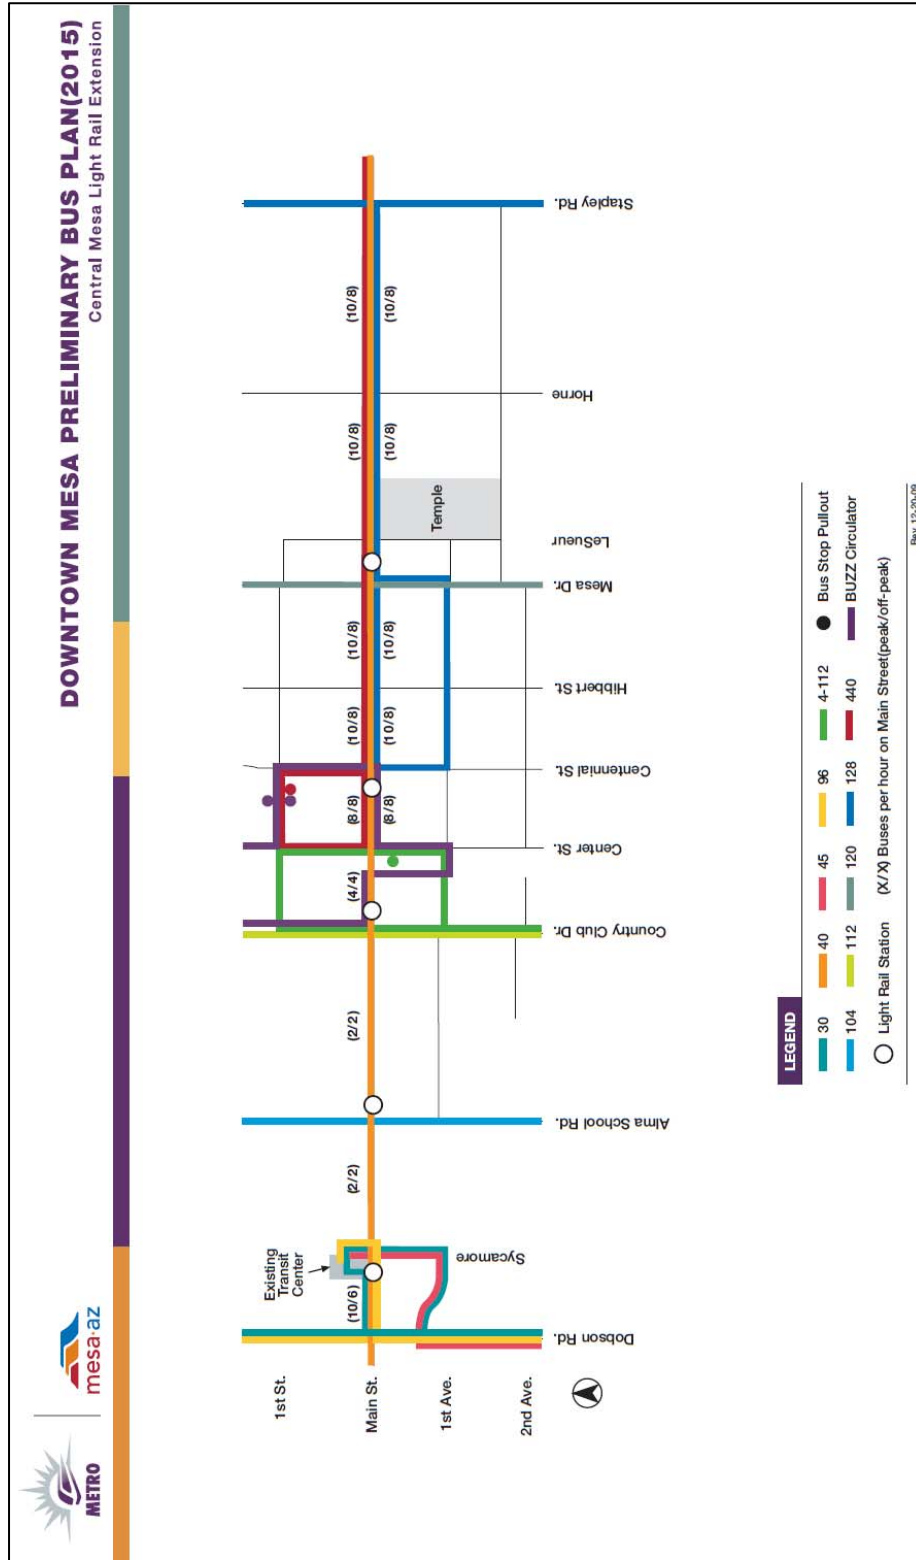 DOWNTOWN MESA PRELIMINARY BUS PLAN(2015)
Central Mesa Light Rail Extension
METRO
mesa·az
1st St.
Main St.
1st Ave.
2nd Ave.
Existing
Transit
Center
(10/6)
(2/2)
(2/2)
(4/4)
(8/8)
(8/8)
(10/8)
(10/8)
(10/8)
(10/8)
(10/8)
(10/8)
(10/8)
(10/8)
Temple
Dobson Rd.
Sycamore
Alma School Rd.
Country Club Dr.
Center St.
Centennial St.
Hibbert St.
Mesa Dr.
LeSueur
Horne
Stapley Rd.
LEGEND
30 40 45 96 4-112 Bus Stop Pullout
104 112 120 128 440 BUZZ Circulator
Light Rail Station (X/X) Buses per hour on Main Street(peak/off-peak)
Rev. 12-20-09